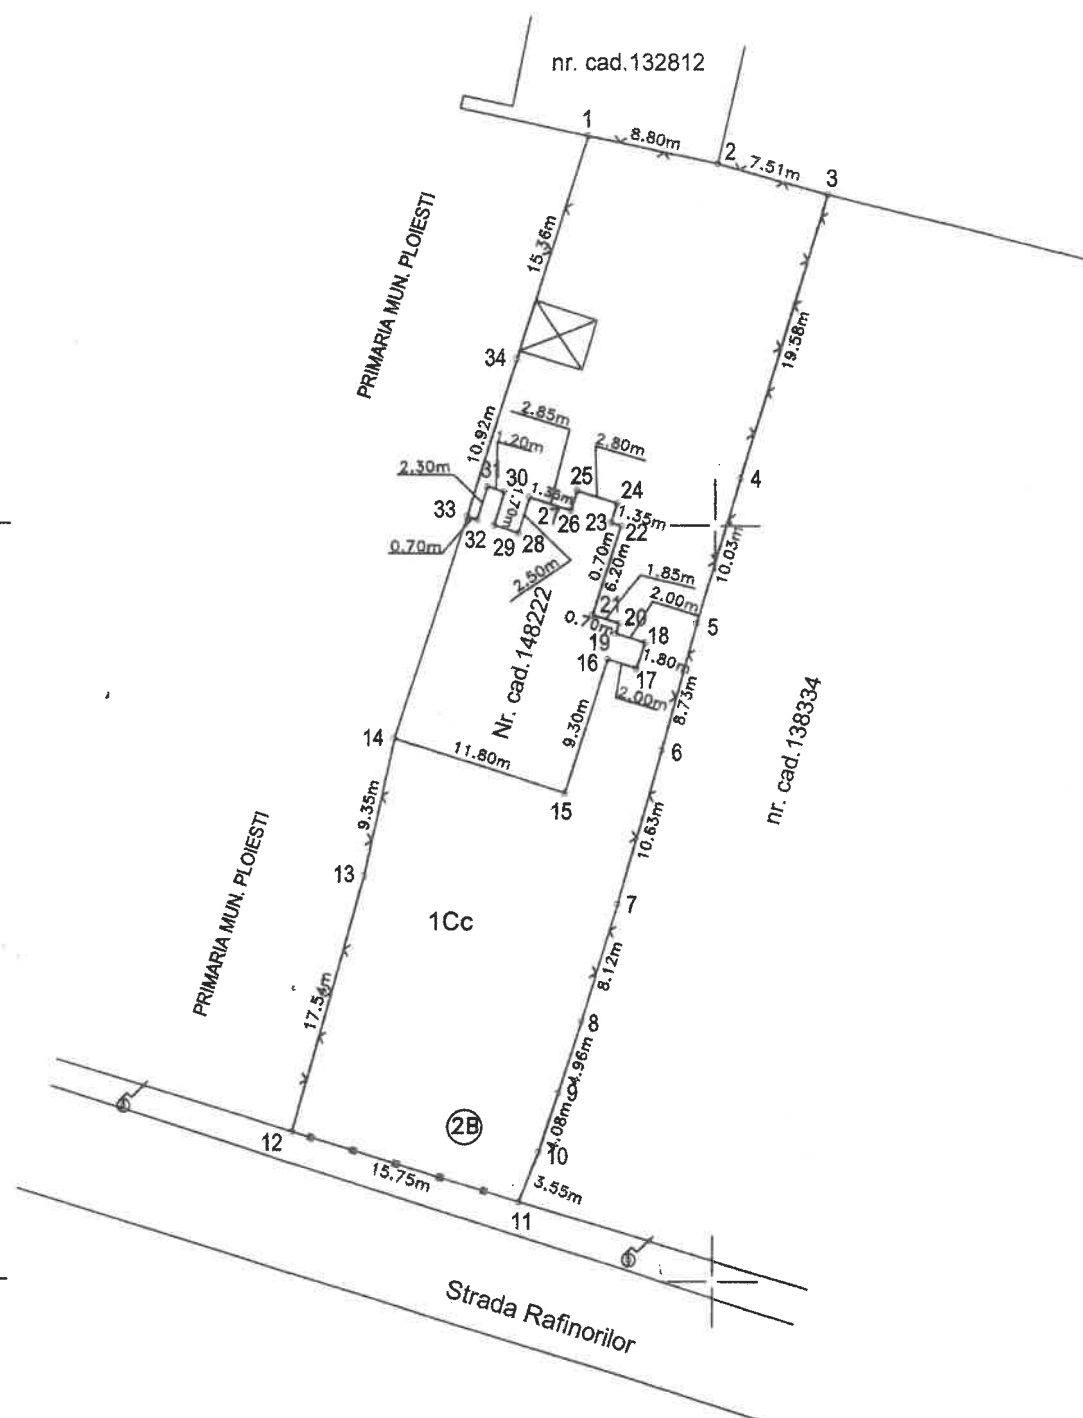 nr. cad.132812
1
8.80m
2
7.51m
3
PRIMARIA MUN. PLOIESTI
15.36m
19.58m
34
2.85m
10.92m
1.20m
2.80m
2.30m
31
30
25
24
4
1.70m
1.35m
33
27
26
23
1.35m
22
32
29
28
0.70m
10.03m
0.70m
6.20m
2.50m
1.85m
21
2.00m
0.70m
20
5
19
18
Nr. cad.148222
16
1.80m
17
2.00m
8.73m
nr. cad.138334
9.30m
14
11.80m
6
15
9.35m
10.63m
PRIMARIA MUN. PLOIESTI
13
7
1Cc
8.12m
17.54m
8
4.96m
9
4.08m
2B
12
10
15.75m
3.55m
11
Strada Rafinorilor